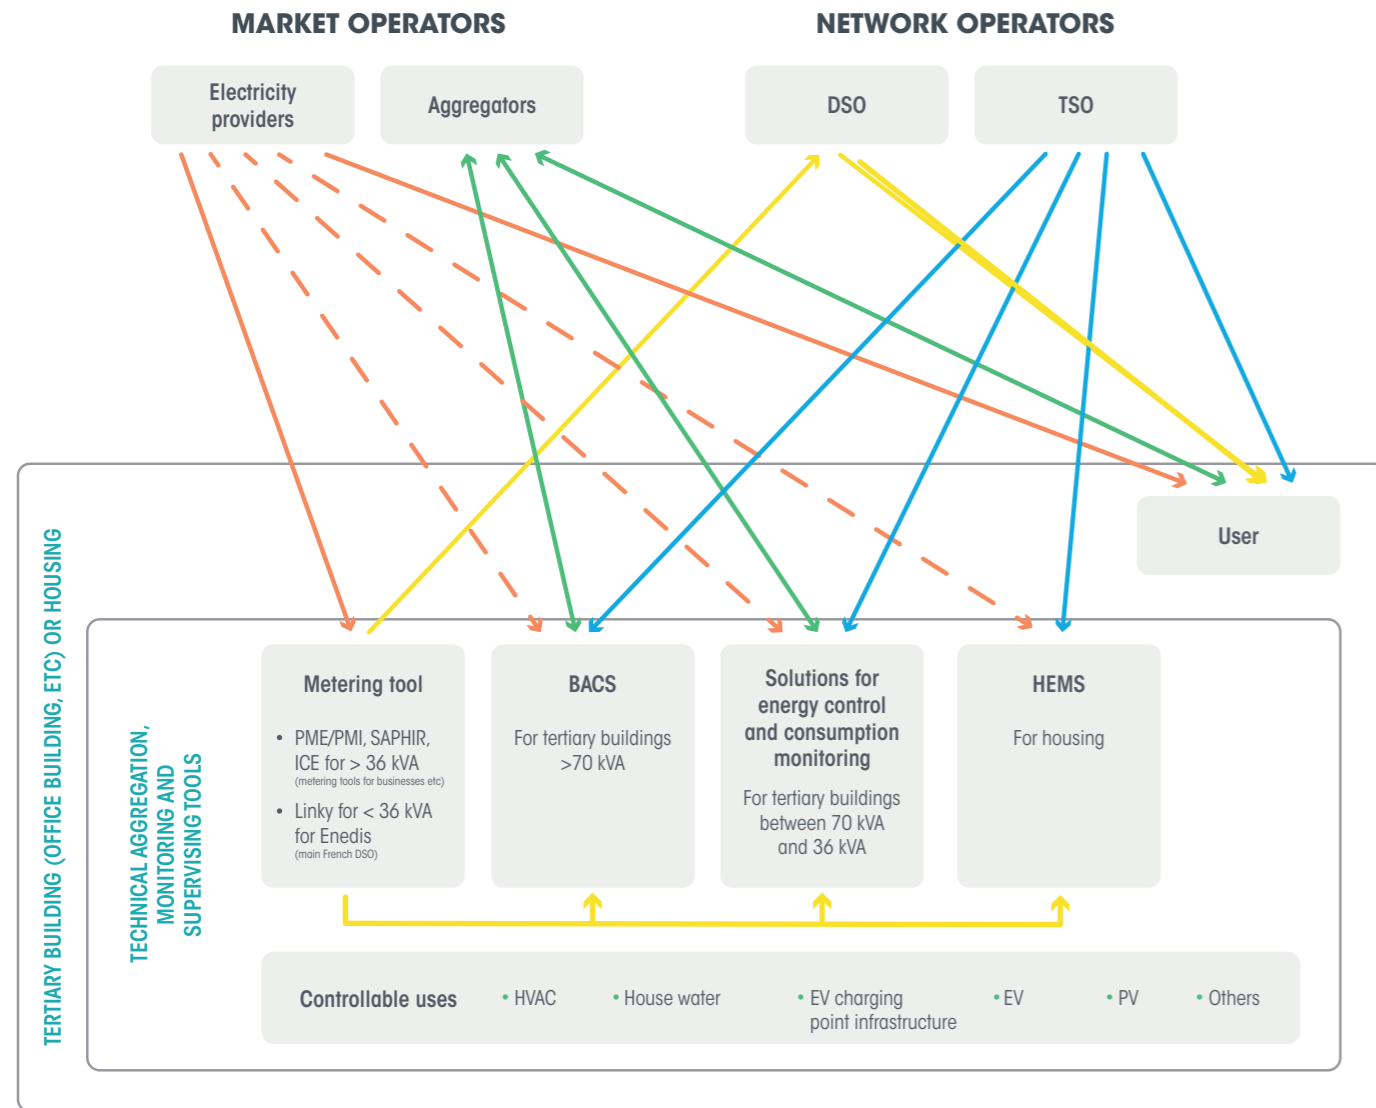 MARKET OPERATORS
NETWORK OPERATORS
Electricity
providers
Aggregators
DSO
TSO
User
TERTIARY BUILDING (OFFICE BUILDING, ETC) OR HOUSING
TECHNICAL AGGREGATION,
MONITORING AND
SUPERVISING TOOLS
Metering tool
• PME/PMI, SAPHIR,
ICE for > 36 kVA
(metering tools for businesses etc)
• Linky for < 36 kVA
for Enedis
(main French DSO)
BACS
For tertiary buildings
>70 kVA
Solutions for
energy control
and consumption
monitoring
For tertiary buildings
between 70 kVA
and 36 kVA
HEMS
For housing
Controllable uses
• HVAC
• House water
• EV charging
point infrastructure
• EV
• PV
• Others